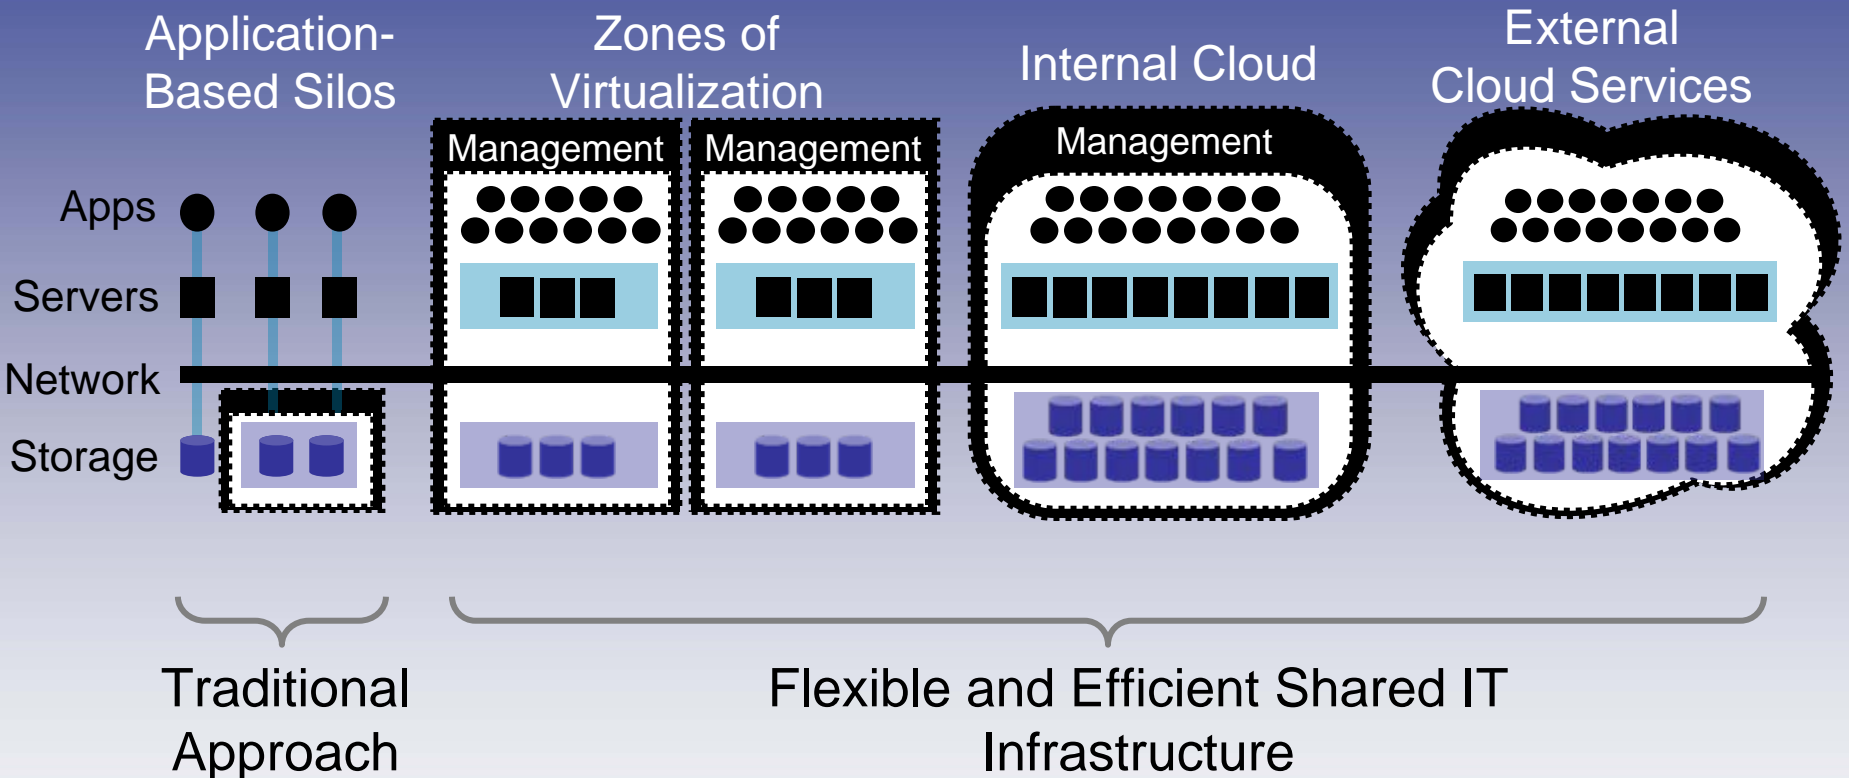 Application-
Based Silos
Zones of
Virtualization
Internal Cloud
External
Cloud Services
Management
Management
Management
Apps
Servers
Network
Storage
Traditional
Approach
Flexible and Efficient Shared IT
Infrastructure